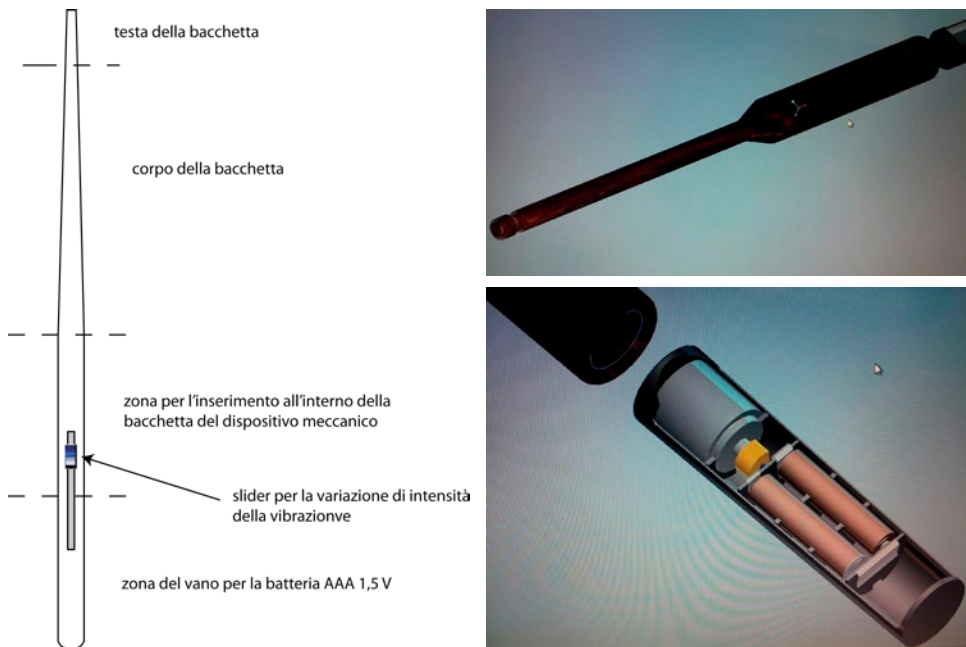 testa della bacchetta
corpo della bacchetta
zona per l'inserimento all'interno della
bacchetta del dispositivo meccanico
slider per la variazione di intensità
della vibrazionve
zona del vano per la batteria AAA 1,5 V